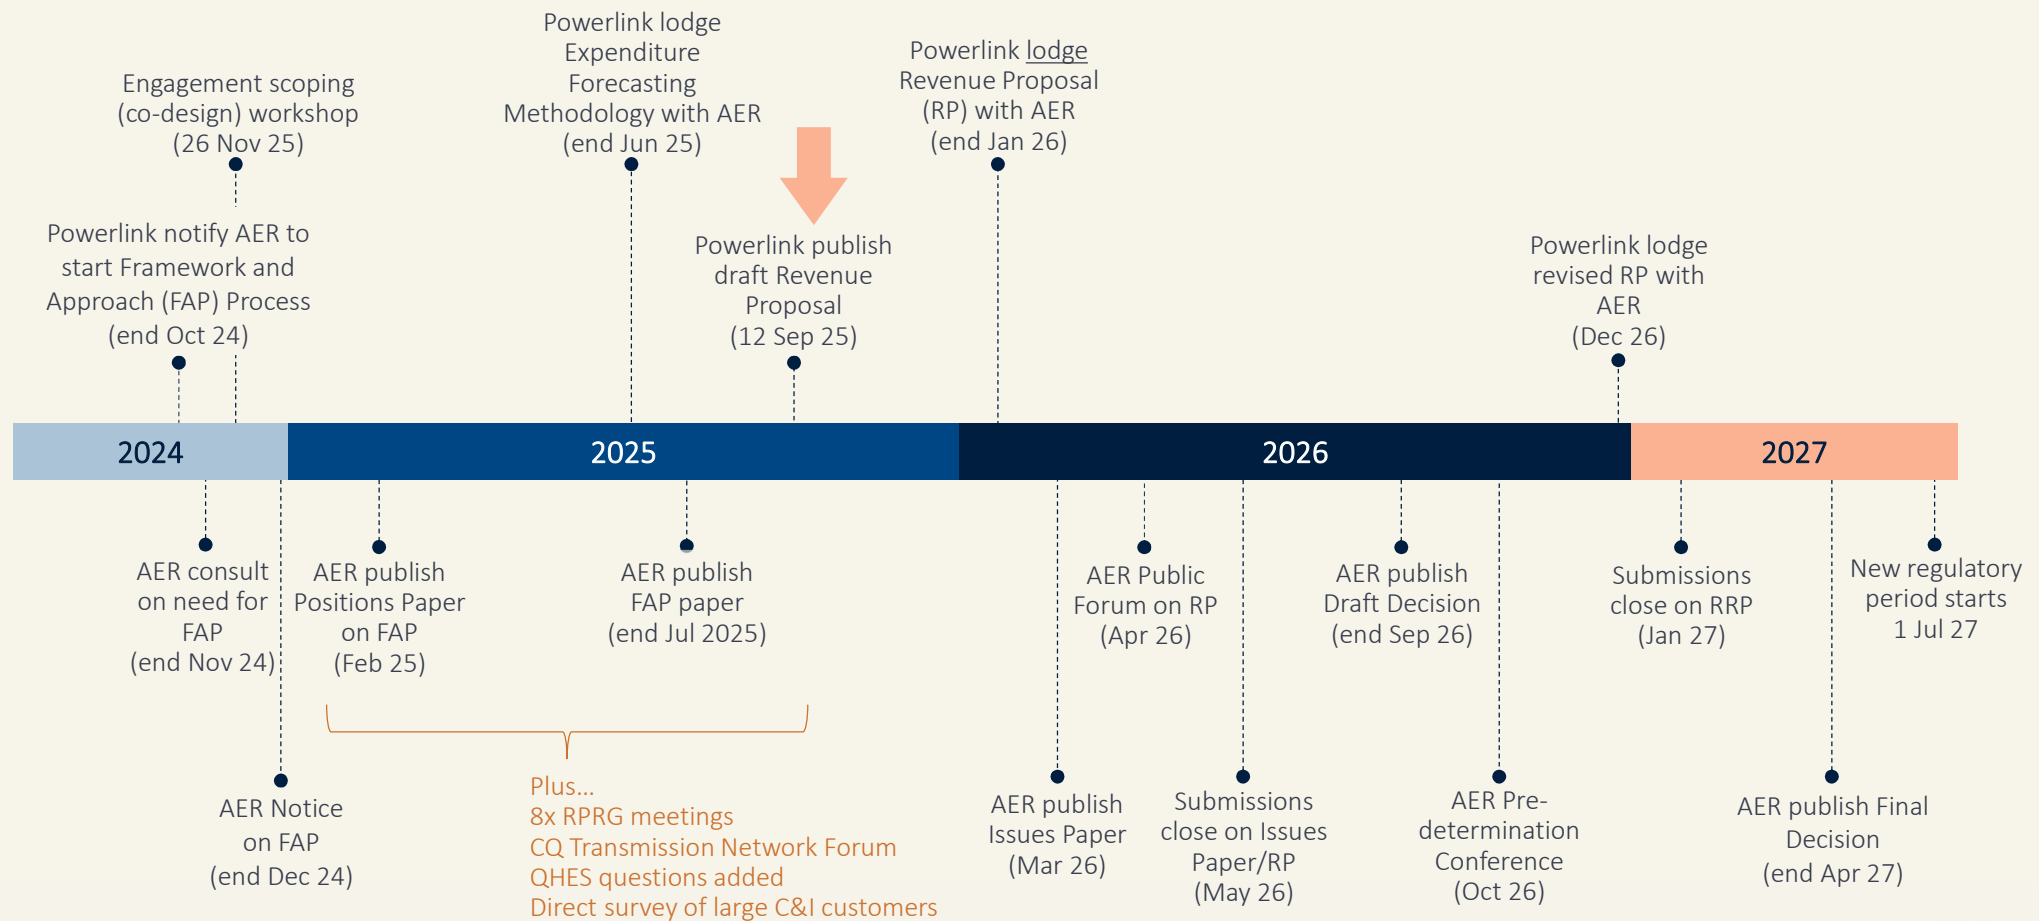 Powerlink lodge
Expenditure
Forecasting
Methodology with AER
(end Jun 25)
Powerlink lodge
Revenue Proposal
(RP) with AER
(end Jan 26)
Engagement scoping
(co-design) workshop
(26 Nov 25)
Powerlink notify AER to
start Framework and
Approach (FAP) Process
(end Oct 24)
Powerlink publish
draft Revenue
Proposal
(12 Sep 25)
Powerlink lodge
revised RP with
AER
(Dec 26)
2024
2025
2026
2027
AER consult
on need for
FAP
(end Nov 24)
AER publish
Positions Paper
on FAP
(Feb 25)
AER publish
FAP paper
(end Jul 2025)
AER Public
Forum on RP
(Apr 26)
AER publish
Draft Decision
(end Sep 26)
Submissions
close on RRP
(Jan 27)
New regulatory
period starts
1 Jul 27
AER Notice
on FAP
(end Dec 24)
Plus...
8x RPRG meetings
CQ Transmission Network Forum
QHES questions added
Direct survey of large C&I customers
AER publish
Issues Paper
(Mar 26)
Submissions
close on Issues
Paper/RP
(May 26)
AER Pre-
determination
Conference
(Oct 26)
AER publish Final
Decision
(end Apr 27)